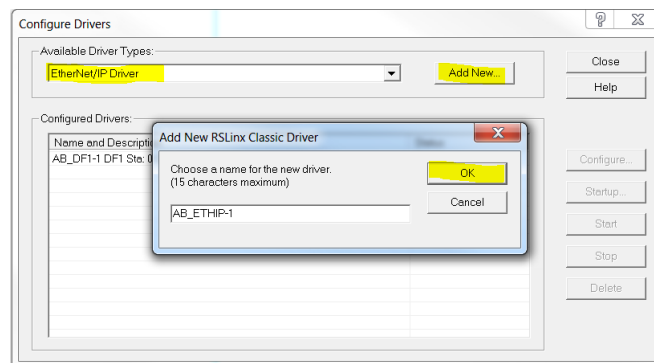 Configure Drivers
Available Driver Types:
EtherNet/IP Driver
Add New...
Close
Help
Configured Drivers:
Name and Descripti
Status
AB_DF1-1 DF1 Sta: 0
Add New RSLinx Classic Driver
Choose a name for the new driver.
(15 characters maximum)
AB_ETHIP-1
OK
Cancel
Configure...
Startup...
Start
Stop
Delete